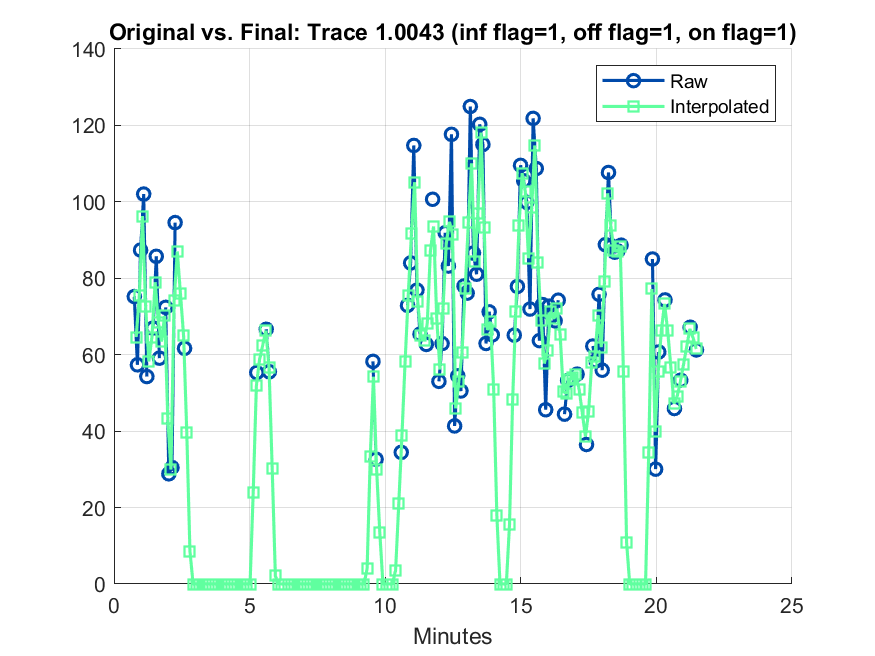 Original vs. Final: Trace 1.0043 (inf flag=1, off flag=1, on flag=1)
140
120
100
80
60
40
20
0
Raw
Interpolated
0 5 10 15 20 25
Minutes